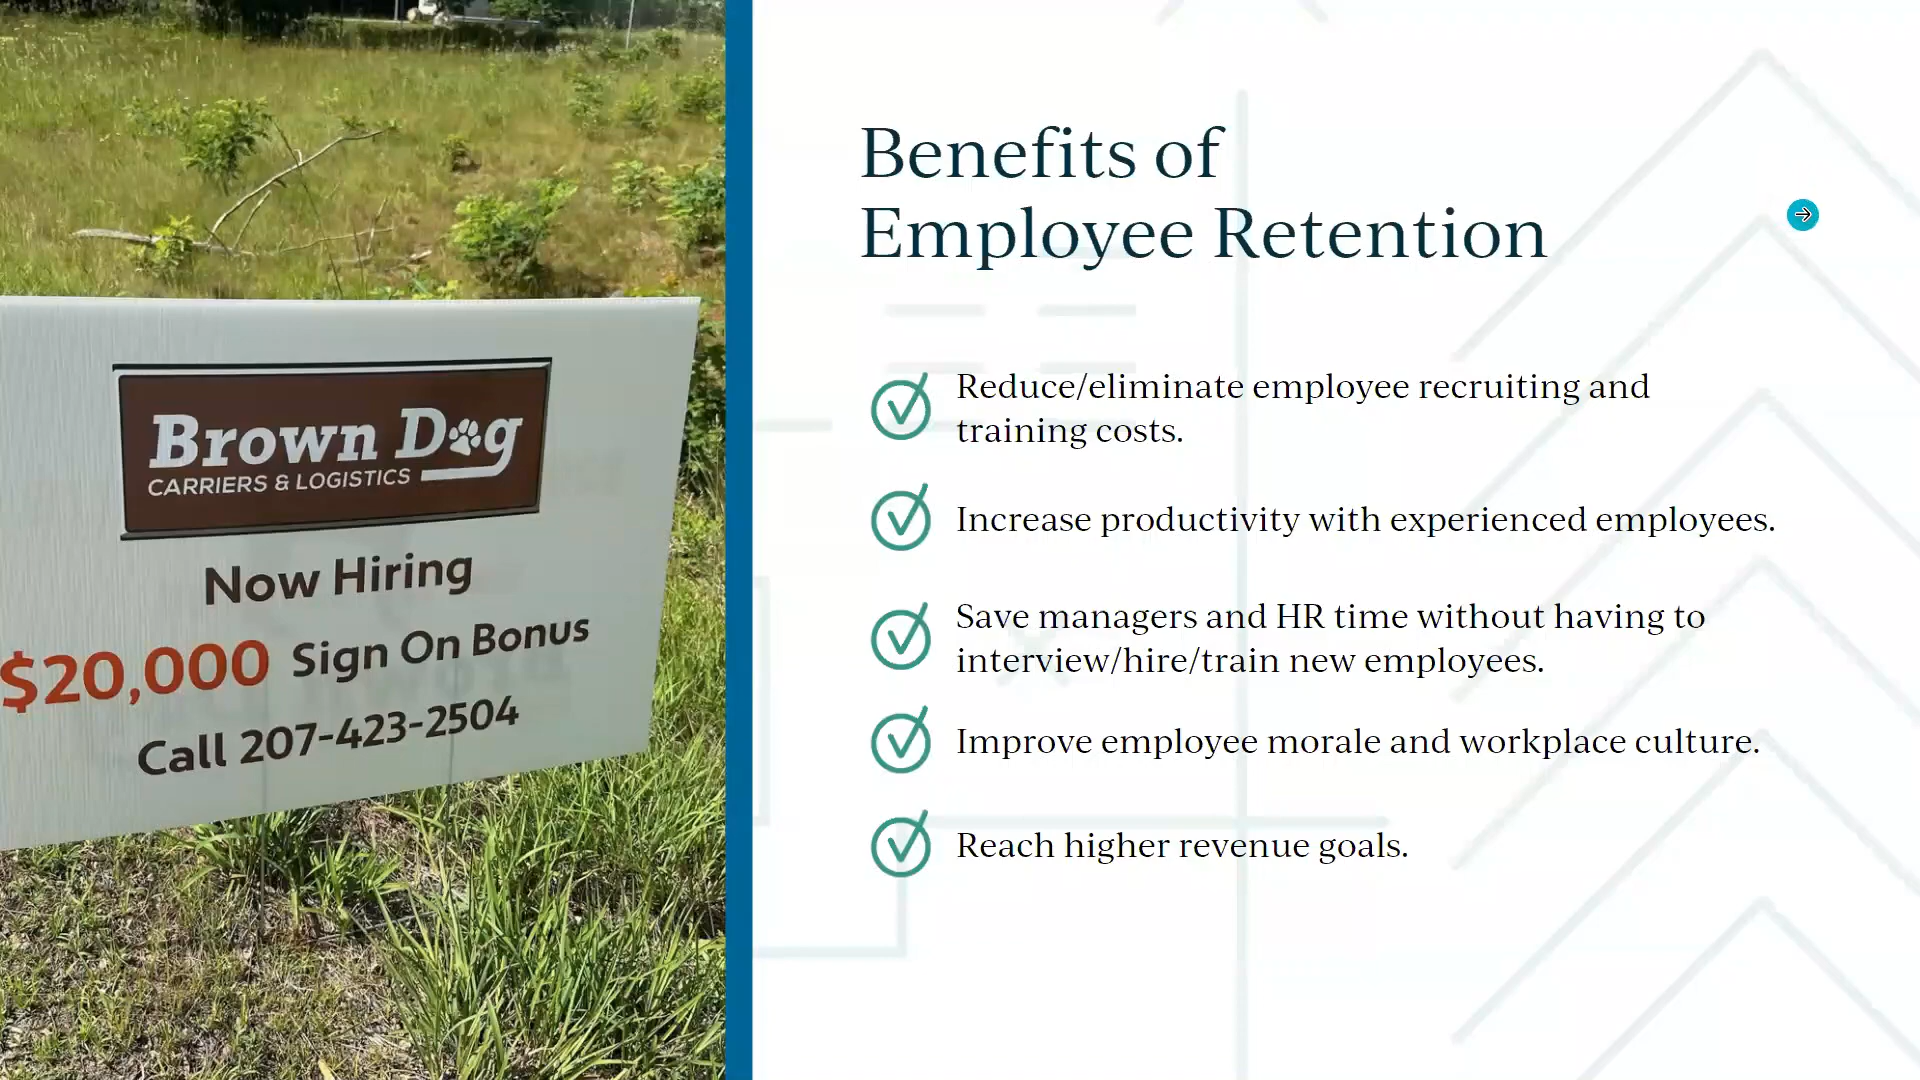 Brown Dog
CARRIERS & LOGISTICS
Now Hiring
$20,000 Sign On Bonus
Call 207-423-2504
Benefits of
Employee Retention
Reduce/eliminate employee recruiting and
training costs.
Increase productivity with experienced employees.
Save managers and HR time without having to
interview/hire/train new employees.
Improve employee morale and workplace culture.
Reach higher revenue goals.